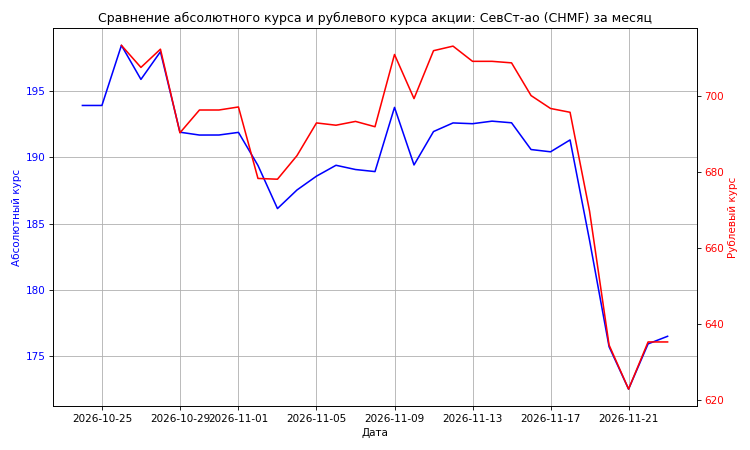 Сравнение абсолютного курса и рублевого курса акции: СевСт-ао (CHMF) за месяц
195
190
185
180
175
Абсолютный курс
700
680
660
640
620
Рублевый курс
2026-10-25 2026-10-29 2026-11-01 2026-11-05 2026-11-09 2026-11-13 2026-11-17 2026-11-21
Дата